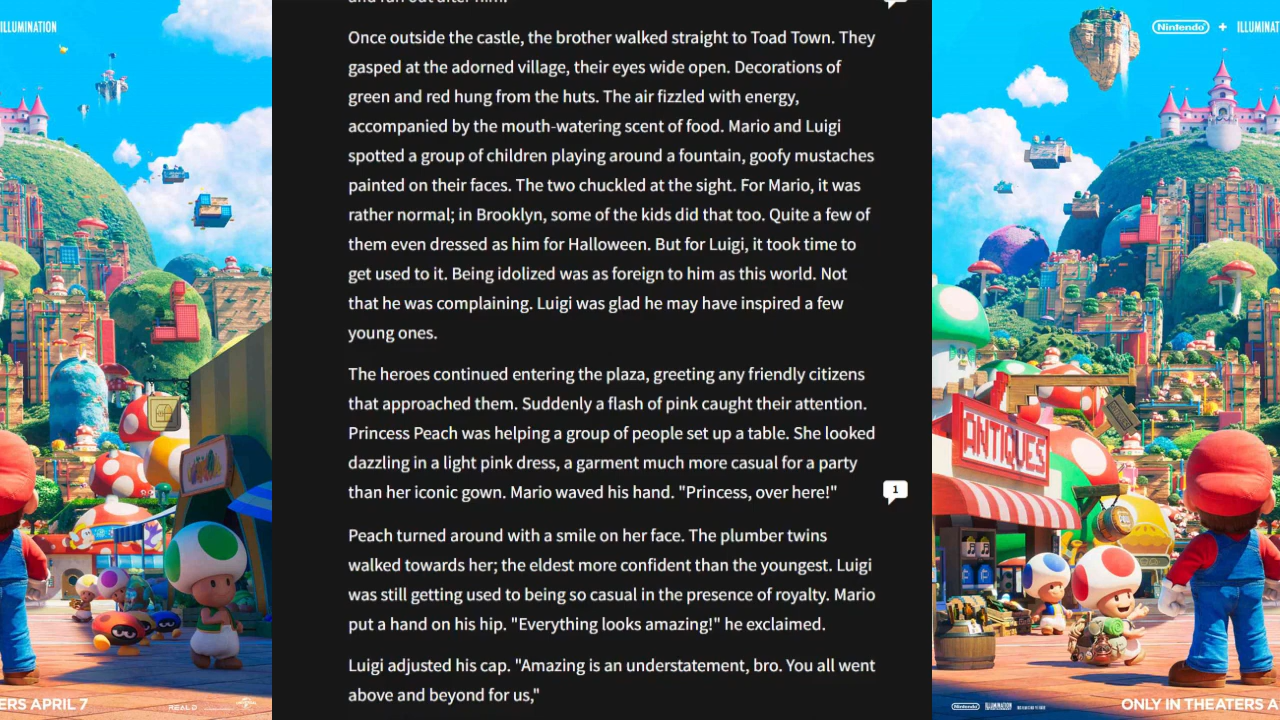 ILLUMINATION
ERS APRIL 7
REALD
and ran out after him.
Once outside the castle, the brother walked straight to Toad Town. They
gasped at the adorned village, their eyes wide open. Decorations of
green and red hung from the huts. The air fizzled with energy,
accompanied by the mouth-watering scent of food. Mario and Luigi
spotted a group of children playing around a fountain, goofy mustaches
painted on their faces. The two chuckled at the sight. For Mario, it was
rather normal; in Brooklyn, some of the kids did that too. Quite a few of
them even dressed as him for Halloween. But for Luigi, it took time to
get used to it. Being idolized was as foreign to him as this world. Not
that he was complaining. Luigi was glad he may have inspired a few
young ones.
The heroes continued entering the plaza, greeting any friendly citizens
that approached them. Suddenly a flash of pink caught their attention.
Princess Peach was helping a group of people set up a table. She looked
dazzling in a light pink dress, a garment much more casual for a party
than her iconic gown. Mario waved his hand. "Princess, over here!"
1
Peach turned around with a smile on her face. The plumber twins
walked towards her; the eldest more confident than the youngest. Luigi
was still getting used to being so casual in the presence of royalty. Mario
put a hand on his hip. "Everything looks amazing!" he exclaimed.
Luigi adjusted his cap. "Amazing is an understatement, bro. You all went
above and beyond for us,"
Nintendo + ILLUMINAT
ANTIQUES
Nintendo ILLUMINATION
ONLY IN THEATERS A